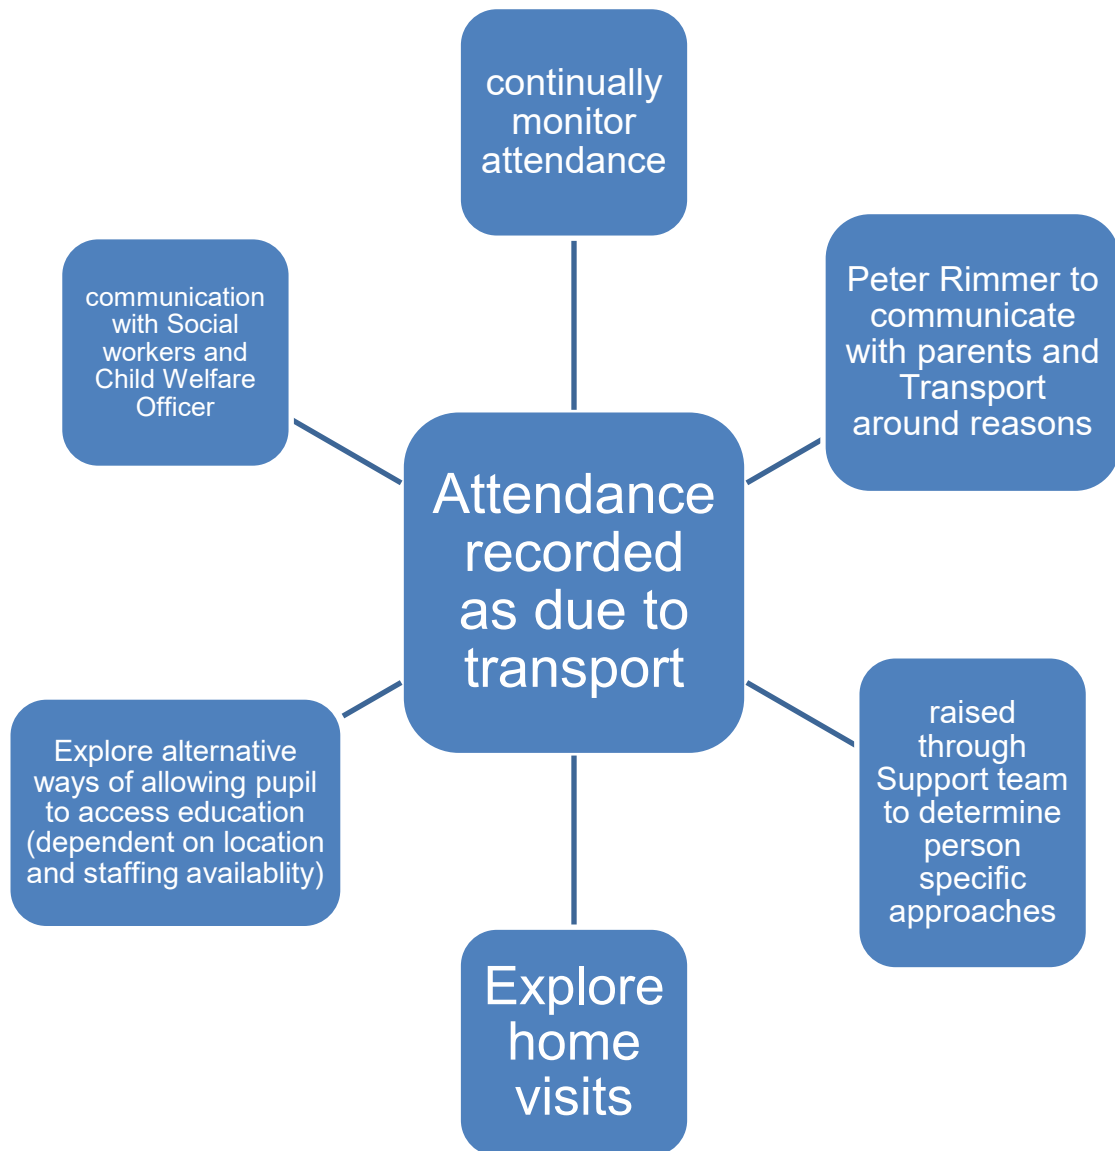 continually
monitor
attendance
Peter Rimmer to
communicate
with parents and
Transport
around reasons
communication
with Social
workers and
Child Welfare
Officer
Attendance
recorded
as due to
transport
raised
through
Support team
to determine
person
specific
approaches
Explore alternative
ways of allowing pupil
to access education
(dependent on location
and staffing availablity)
Explore
home
visits